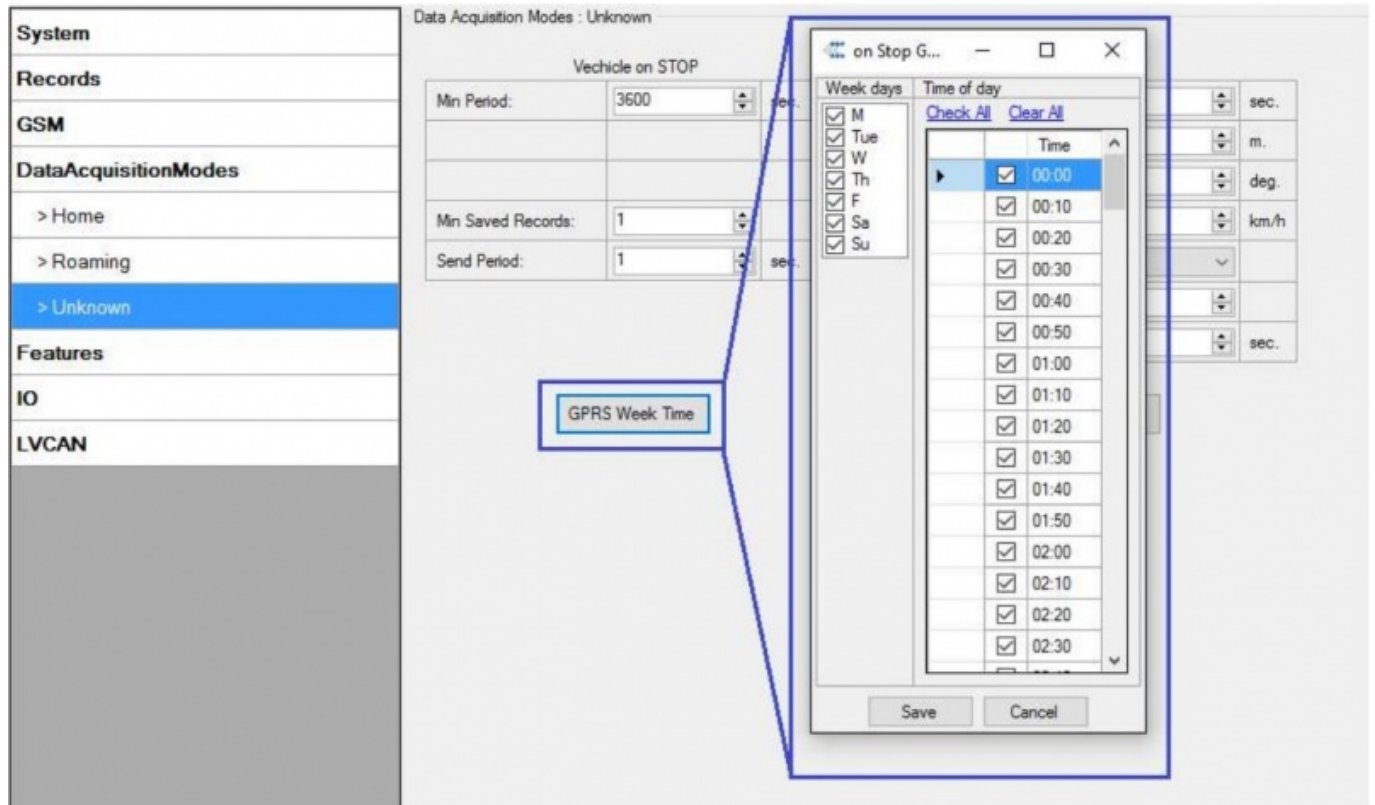 System
Records
GSM
DataAcquisitionModes
> Home
> Roaming
> Unknown
Features
IO
LVCAN
Data Acquisition Modes : Unknown
Vechicle on STOP
Min Period: 3600 sec.
Min Saved Records: 1
Send Period: 1 sec.
GPRS Week Time
on Stop G...
Week days
M
Tue
W
Th
F
Sa
Su
Time of day
Check All Clear All
Time
00:00
00:10
00:20
00:30
00:40
00:50
01:00
01:10
01:20
01:30
01:40
01:50
02:00
02:10
02:20
02:30
Save Cancel
sec.
m.
deg.
km/h
sec.